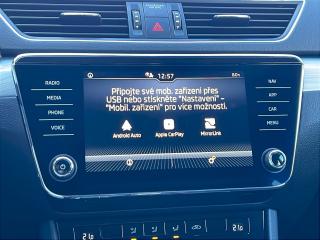 RADIO
MEDIA
PHONE
VOICE
12:57
NAV
APP
CAR
MENU
Připojte své mob. zařízení přes
USB nebo stiskněte "Nastavení" -
"Mobil. zařízení" pro více možností.
Android Auto
Apple CarPlay
MirrorLink